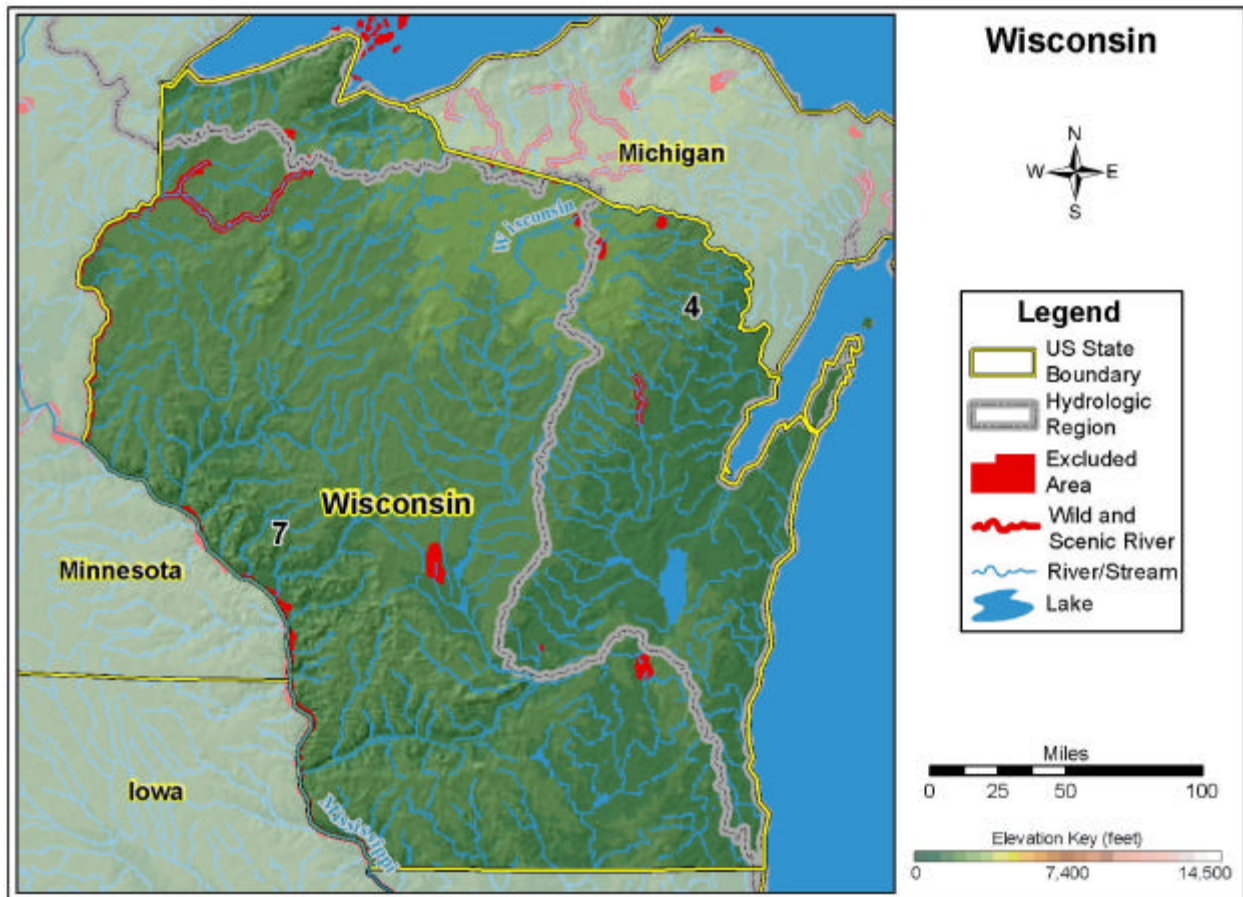 Wisconsin
N
W E
S
Michigan
Wisconsin
4
Wisconsin
7
Minnesota
Iowa
Mississippi
Legend
US State
Boundary
Hydrologic
Region
Excluded
Area
Wild and
Scenic River
River/Stream
Lake
Miles
0 25 50 100
Elevation Key (feet)
0 7,400 14,500